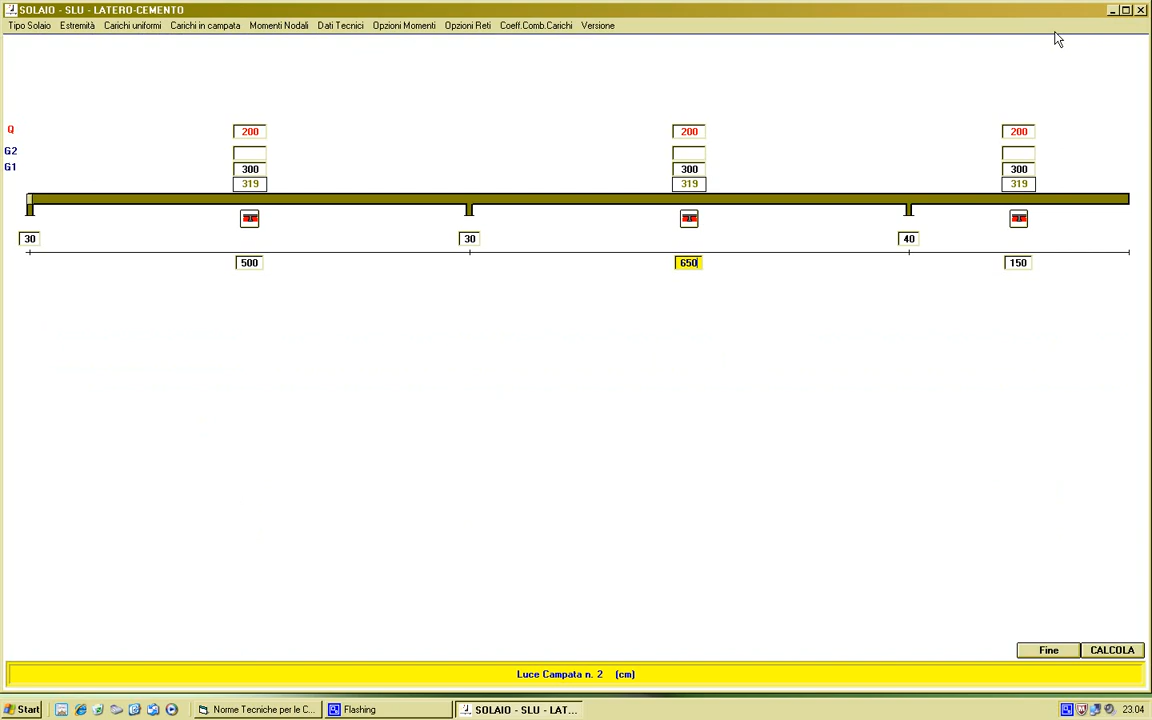 SOLAIO - SLU - LATERO-CEMENTO
Tipo Solaio Estremità Carichi uniformi Carichi in campata Momenti Nodali Dati Tecnici Opzioni Momenti Opzioni Reti Coeff.Comb.Carichi Versione
Q 200 200 200
G2
G1 300 300 300
319 319 319
30 30 40
500 650 150
Fine CALCOLA
Luce Campata n. 2 (cm)
Start Norme Tecniche per le C... Flashing SOLAIO - SLU - LAT... 23.04